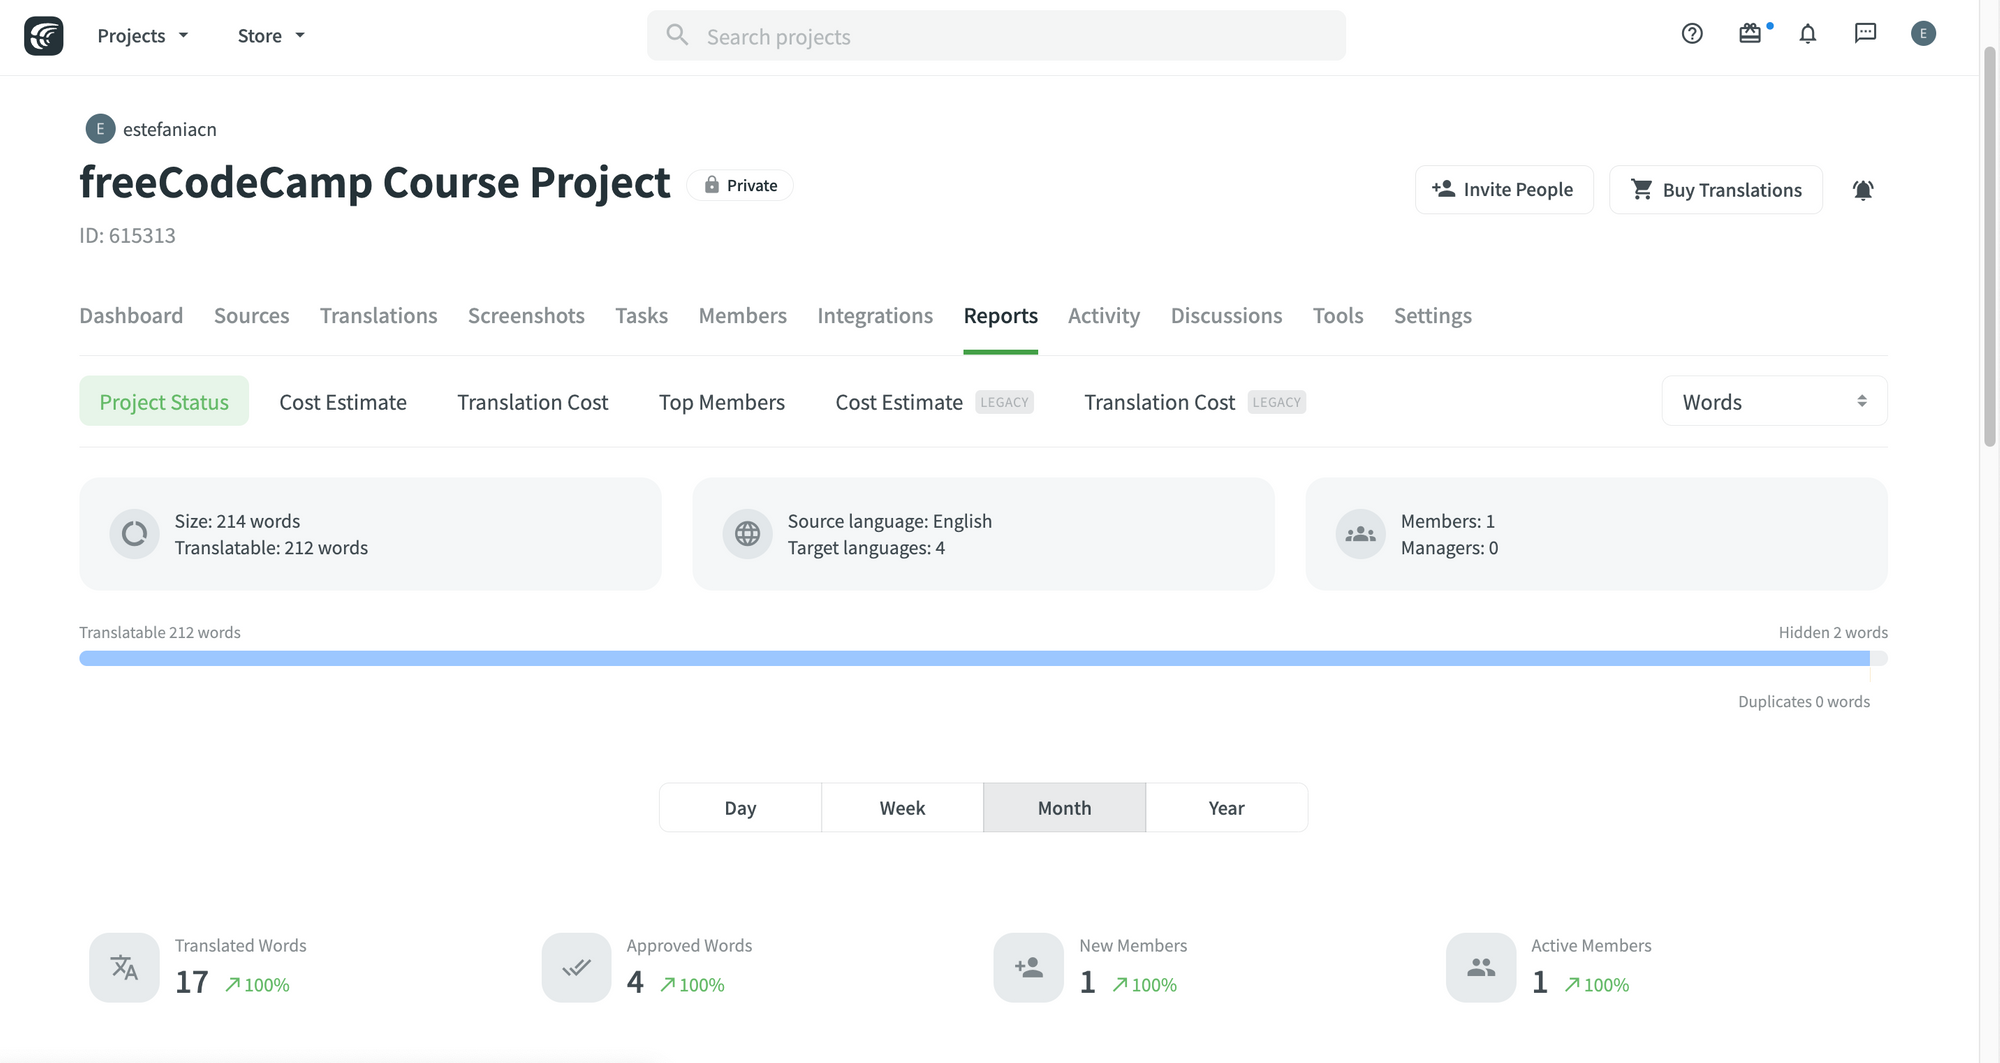 Projects Store Search projects E
E estefaniacn
freeCodeCamp Course Project Private Invite People Buy Translations
ID: 615313
Dashboard Sources Translations Screenshots Tasks Members Integrations Reports Activity Discussions Tools Settings
Project Status Cost Estimate Translation Cost Top Members Cost Estimate LEGACY Translation Cost LEGACY Words
Size: 214 words
Translatable: 212 words
Source language: English
Target languages: 4
Members: 1
Managers: 0
Translatable 212 words Hidden 2 words
Duplicates 0 words
Day Week Month Year
Translated Words
17 100%
Approved Words
4 100%
New Members
1 100%
Active Members
1 100%